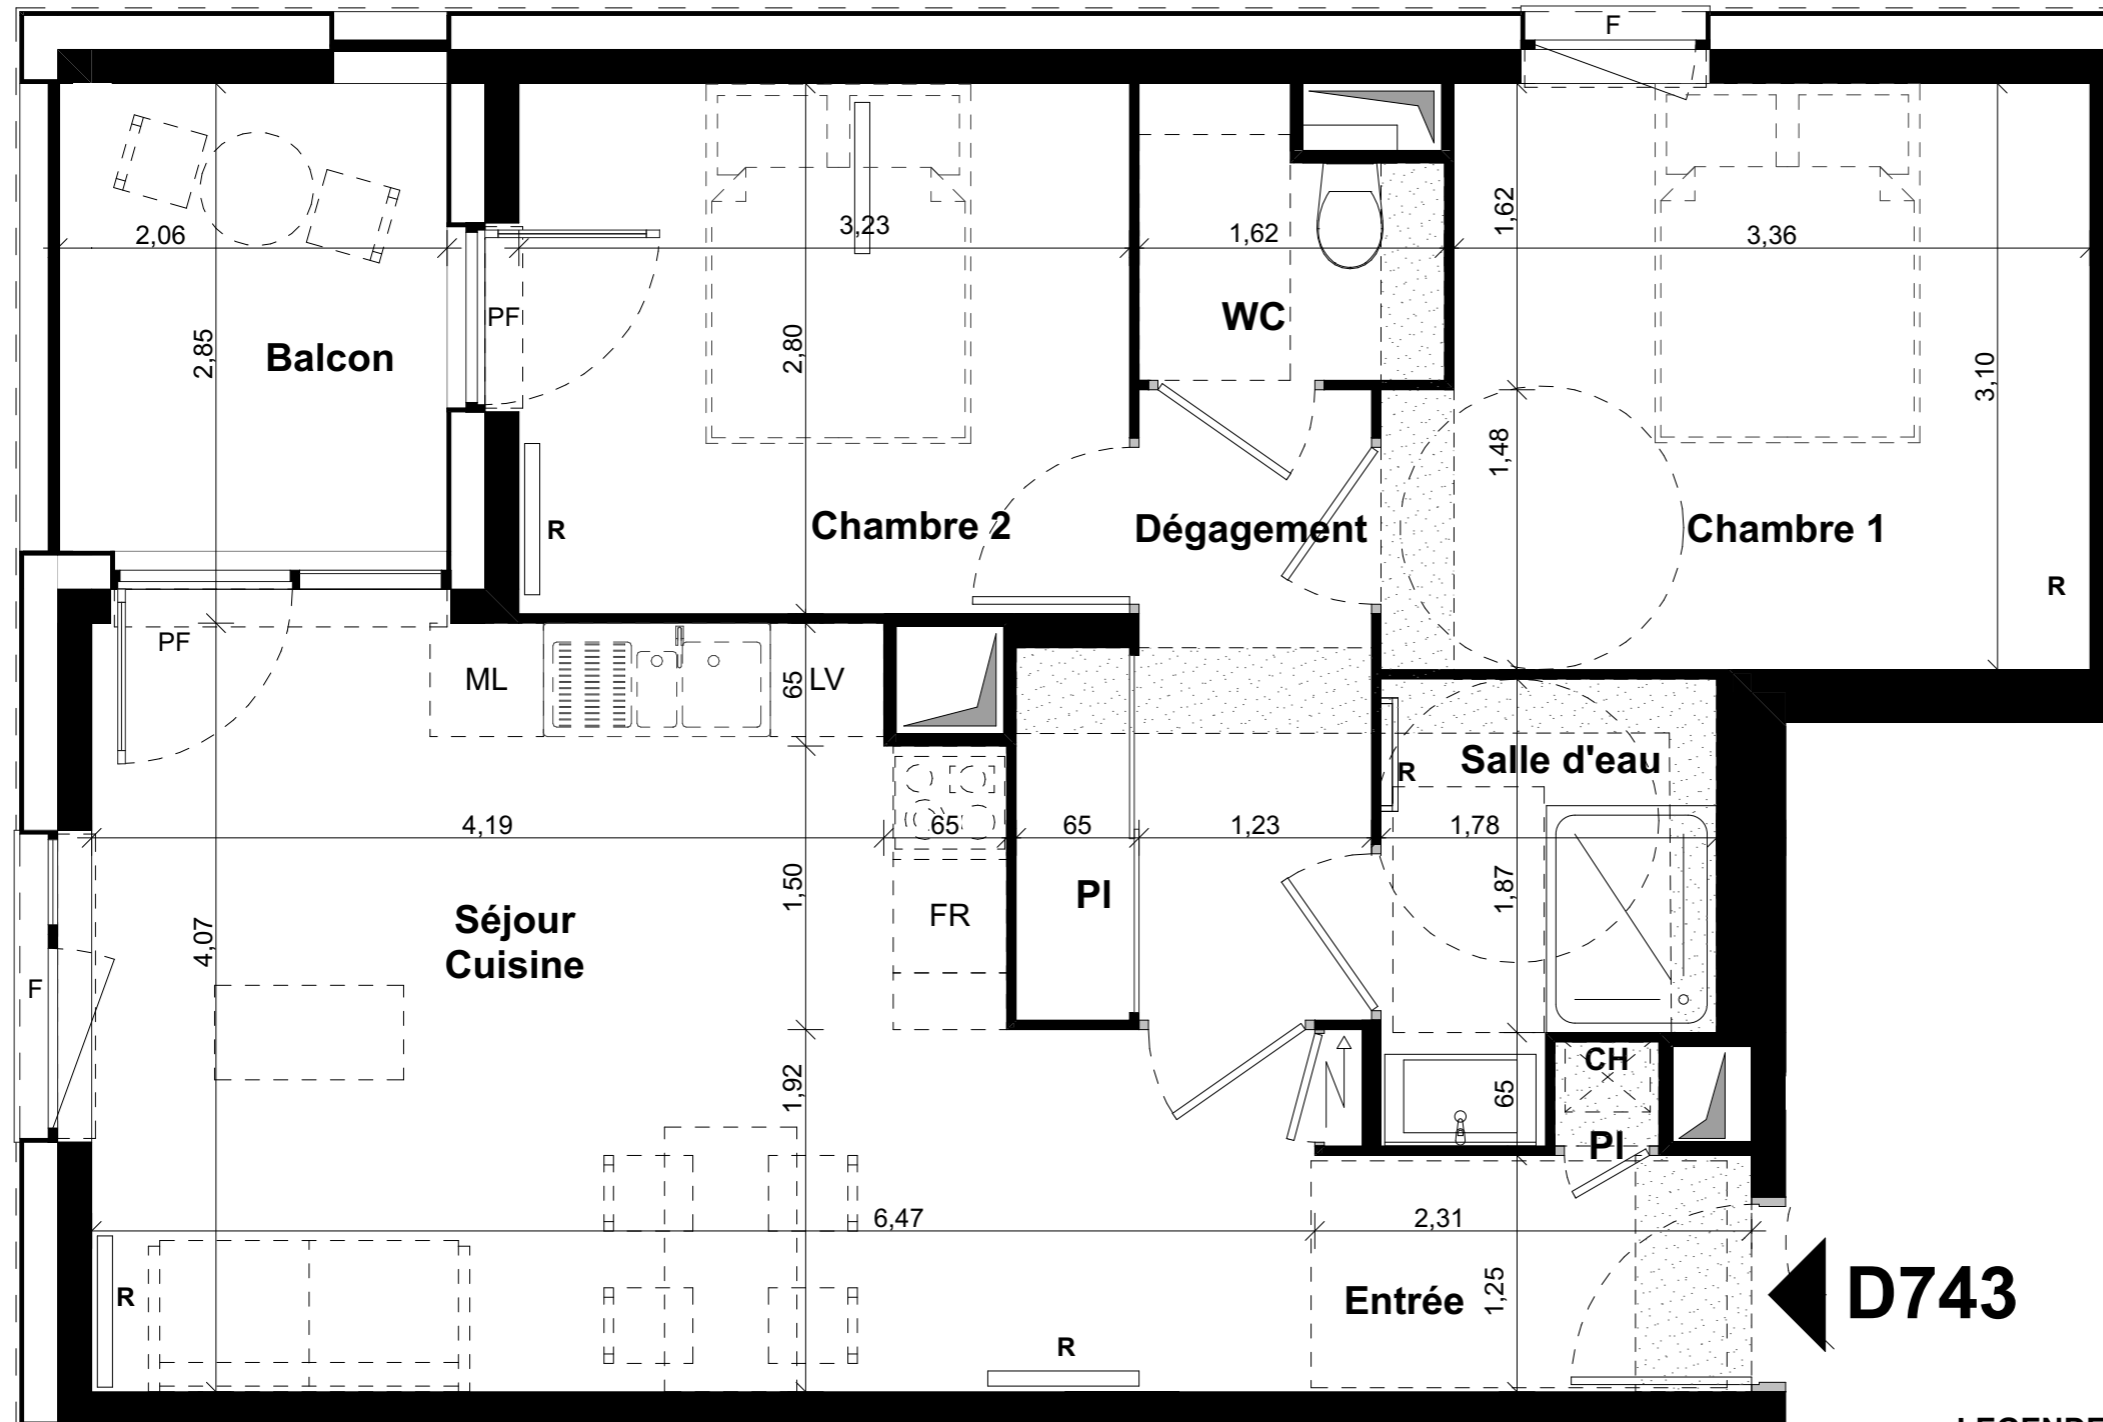 F
2,06
3,23
1,62
1,62
3,36
PF
WC
2,85
Balcon
2,80
3,10
1,48
R
Chambre 2
Dégagement
Chambre 1
R
PF
ML
65
LV
R
Salle d'eau
4,19
65
65
1,23
1,78
1,50
PI
1,87
FR
Séjour
Cuisine
4,07
F
1,92
65
CH
PI
6,47
2,31
R
Entrée
1,25
D743
R
LEGENDE